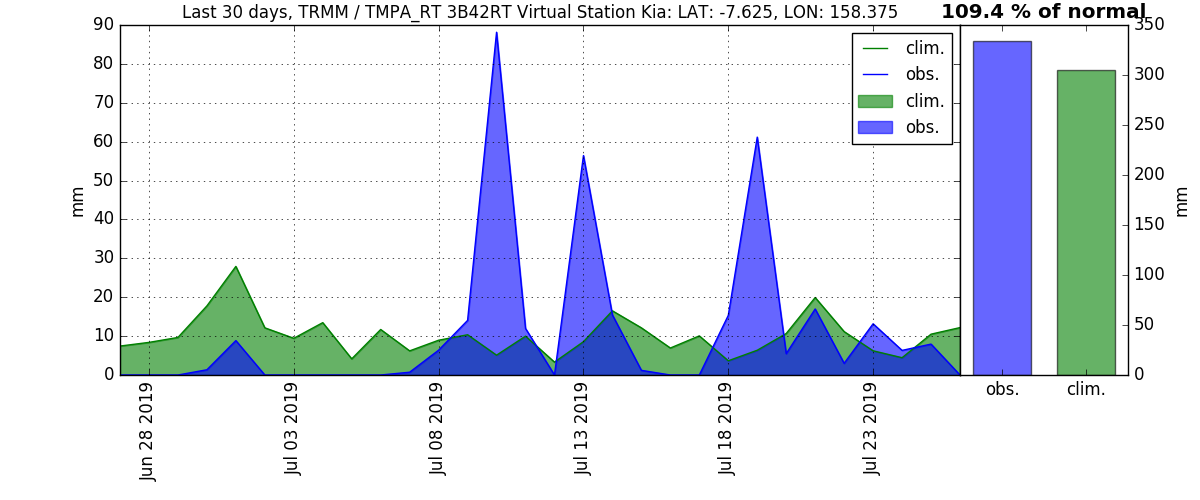 Last 30 days, TRMM / TMPA_RT 3B42RT Virtual Station Kia: LAT: -7.625, LON: 158.375
109.4 % of normal
90
80
70
60
50
40
30
20
10
0
mm
clim.
obs.
clim.
obs.
Jun 28 2019
Jul 03 2019
Jul 08 2019
Jul 13 2019
Jul 18 2019
Jul 23 2019
350
300
250
200
150
100
50
0
mm
obs.
clim.